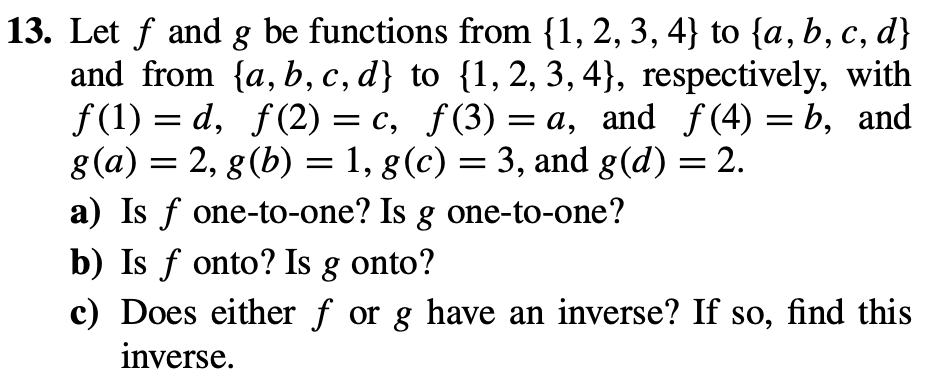 13. Let f and g be functions from {1, 2, 3, 4} to {a, b, c, d}
and from {a, b, c, d} to {1, 2, 3, 4}, respectively, with
f(1) = d, f(2) = c, f(3) = a, and f(4) = b, and
g(a) = 2, g(b) = 1, g(c) = 3, and g(d) = 2.
a) Is f one-to-one? Is g one-to-one?
b) Is f onto? Is g onto?
c) Does either f or g have an inverse? If so, find this
inverse.